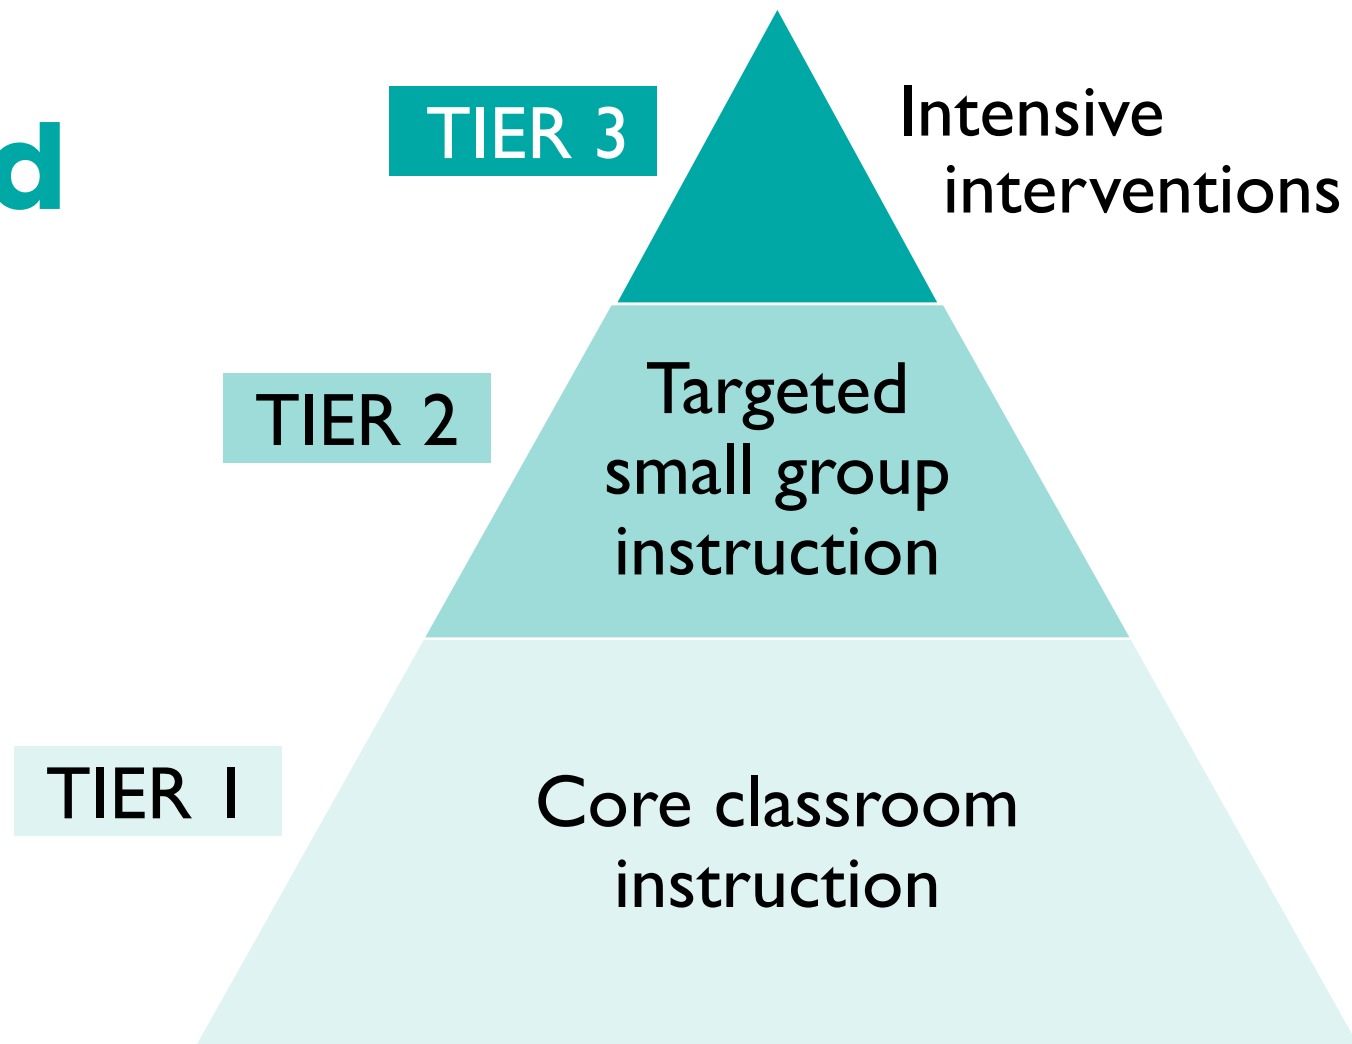 d
TIER 3
Intensive
interventions
TIER 2
Targeted
small group
instruction
TIER 1
Core classroom
instruction